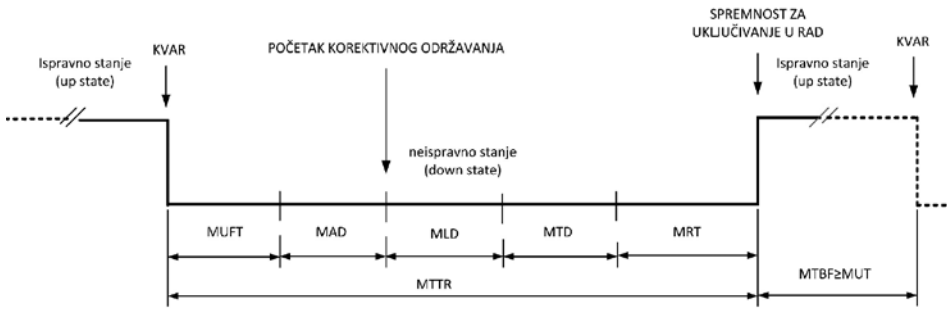 SPREMNOST ZA
UKLJUČIVANJE U RAD
KVAR
POČETAK KOREKTIVNOG ODRŽAVANJA
KVAR
Ispravno stanje
(up state)
Ispravno stanje
(up state)
neispravno stanje
(down state)
MUFT
MAD
MLD
MTD
MRT
MTTR
MTBF≥MUT